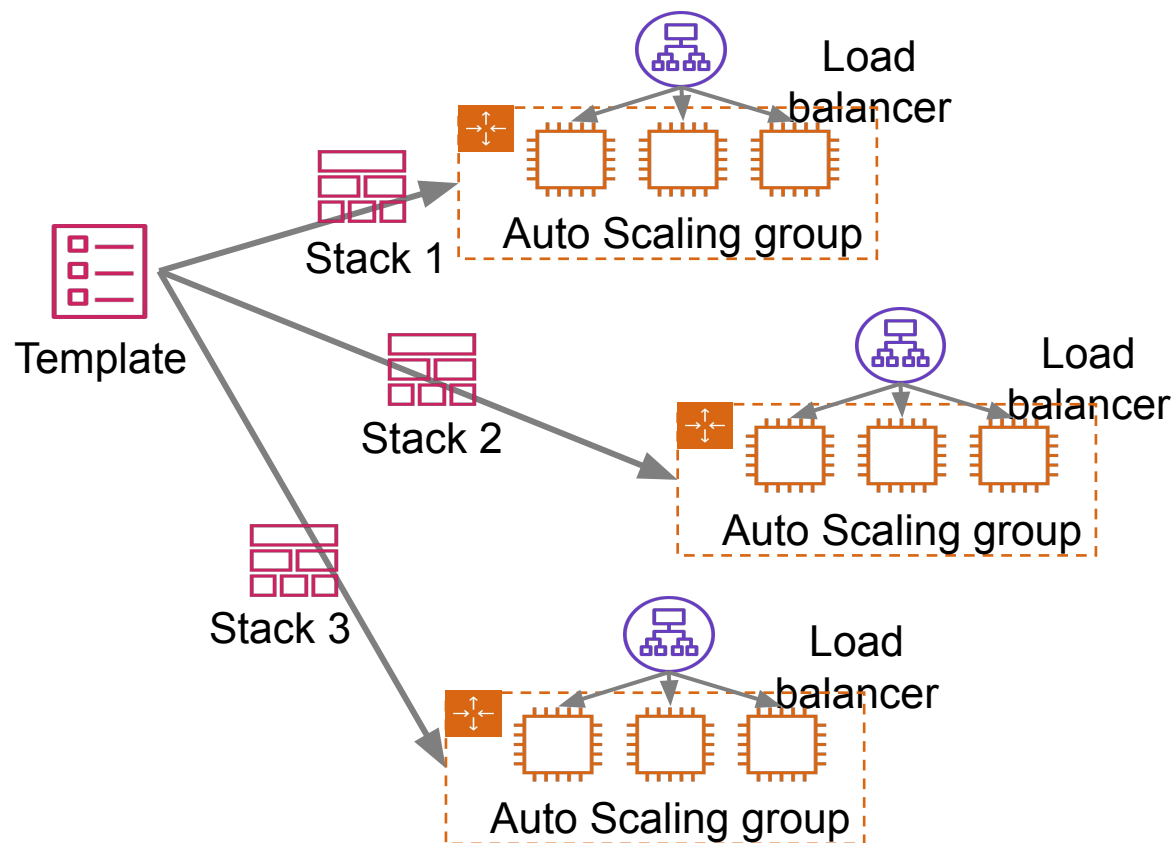 Load
balancer
Auto Scaling group
Stack 1
Template
Load
balancer
Stack 2
Auto Scaling group
Stack 3
Load
balancer
Auto Scaling group